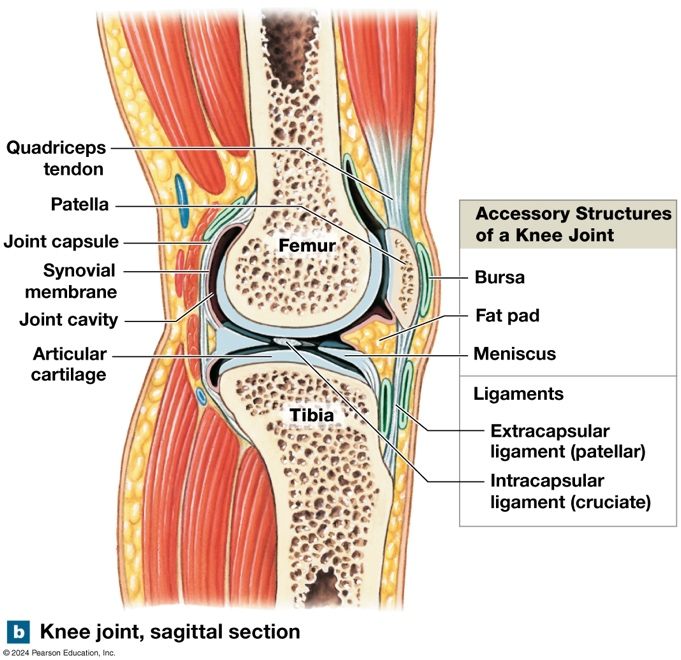 Quadriceps
tendon
Patella
Joint capsule
Synovial
membrane
Joint cavity
Articular
cartilage
Femur
Tibia
Accessory Structures
of a Knee Joint
Bursa
Fat pad
Meniscus
Ligaments
Extracapsular
ligament (patellar)
Intracapsular
ligament (cruciate)
b Knee joint, sagittal section
© 2024 Pearson Education, Inc.